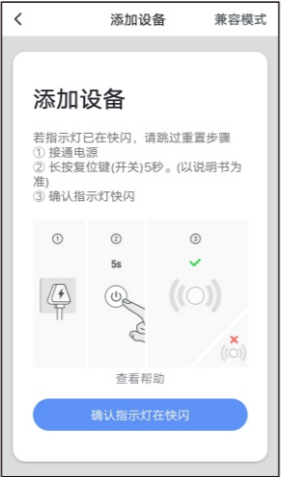 添加设备 兼容模式
添加设备
若指示灯已在快闪，请跳过重置步骤
① 接通电源
② 长按复位键(开关)5秒。(以说明书为
准)
③ 确认指示灯快闪
① ② ③
5s
查看帮助
确认指示灯在快闪